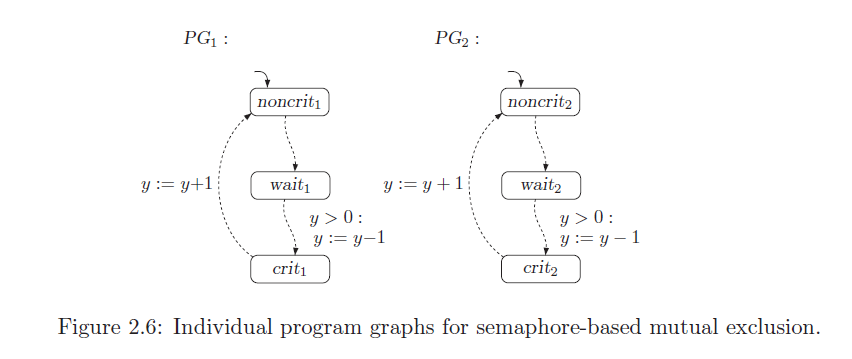 PG₁ :
PG₂ :
noncrit₁
noncrit₂
y := y+1
wait₁
y := y + 1
wait₂
y > 0 :
y := y−1
y > 0 :
y := y − 1
crit₁
crit₂
Figure 2.6: Individual program graphs for semaphore-based mutual exclusion.